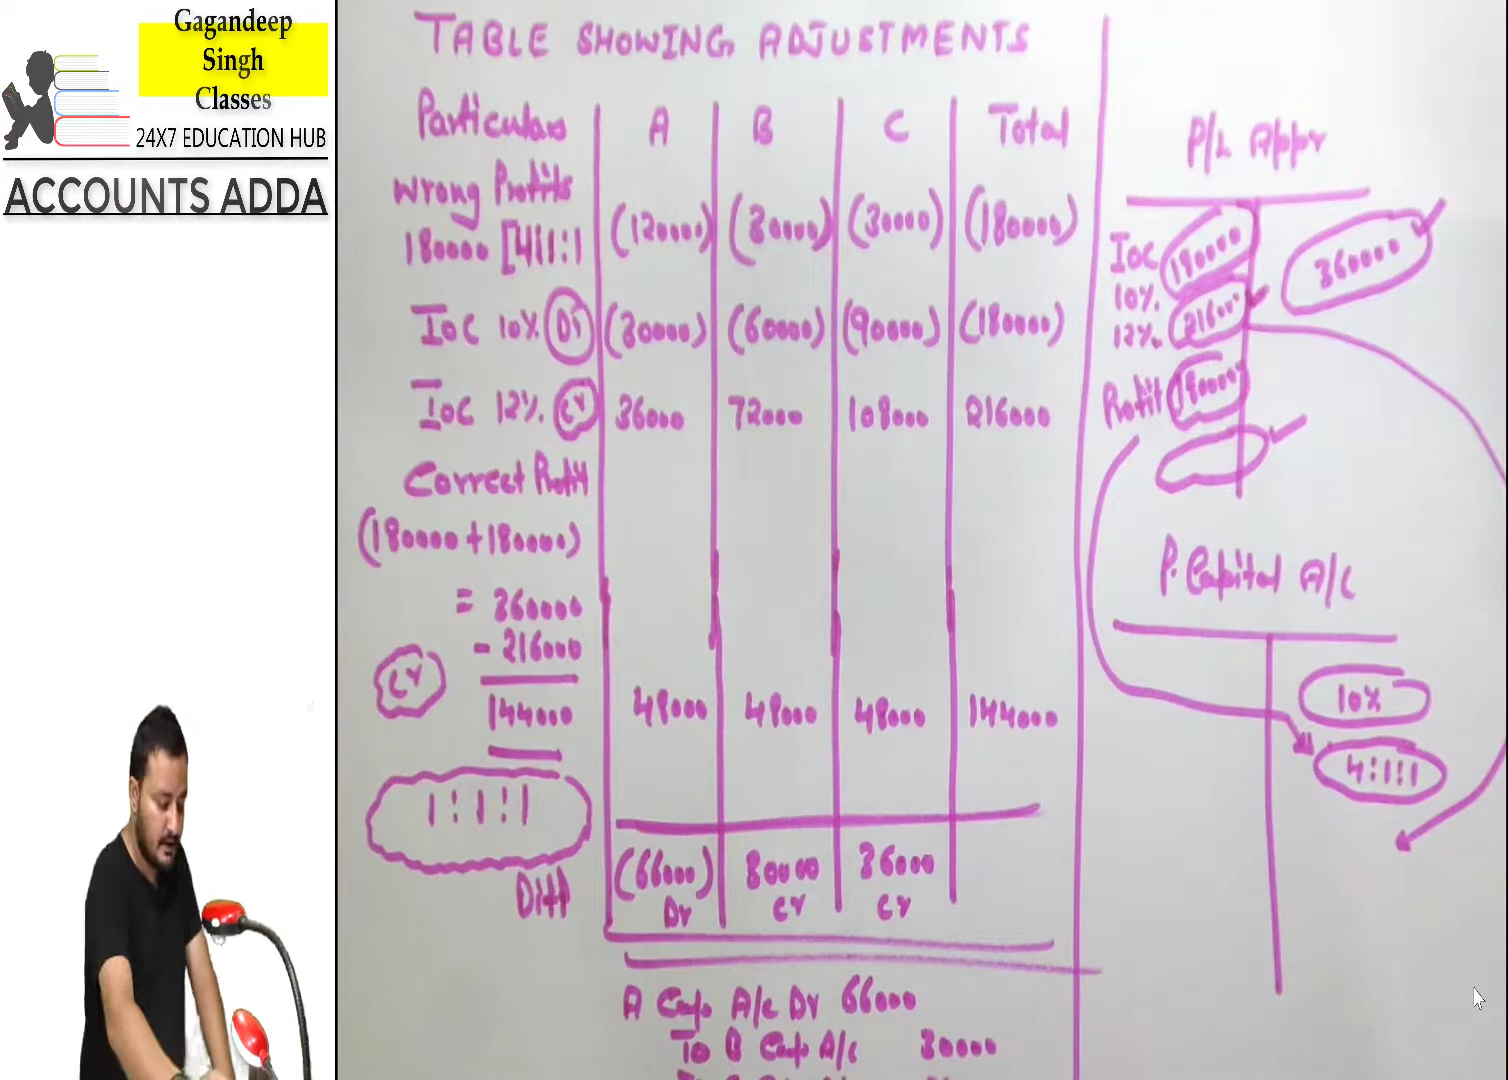 Gagandeep
Singh
Classes
24X7 EDUCATION HUB
ACCOUNTS ADDA
TABLE SHOWING ADJUSTMENTS
Particulars A B C Total
Wrong Profits
180000 [4:1:1 (120000) (30000) (30000) (180000)
IOC 10% Dr (30000) (60000) (90000) (180000)
IOC 12% Cr 36000 72000 108000 216000
Correct Profit
(180000+180000)
= 360000
- 216000
Cr 144000 48000 48000 48000 144000
1:1:1
Diff (66000) 30000 36000
Dr Cr Cr
A Cap A/c Dr 66000
To B Cap A/c 30000
P/L Appr
IOC 180000 360000
10%
12% 216000
Profit 180000
P. Capital A/c
10%
4:1:1